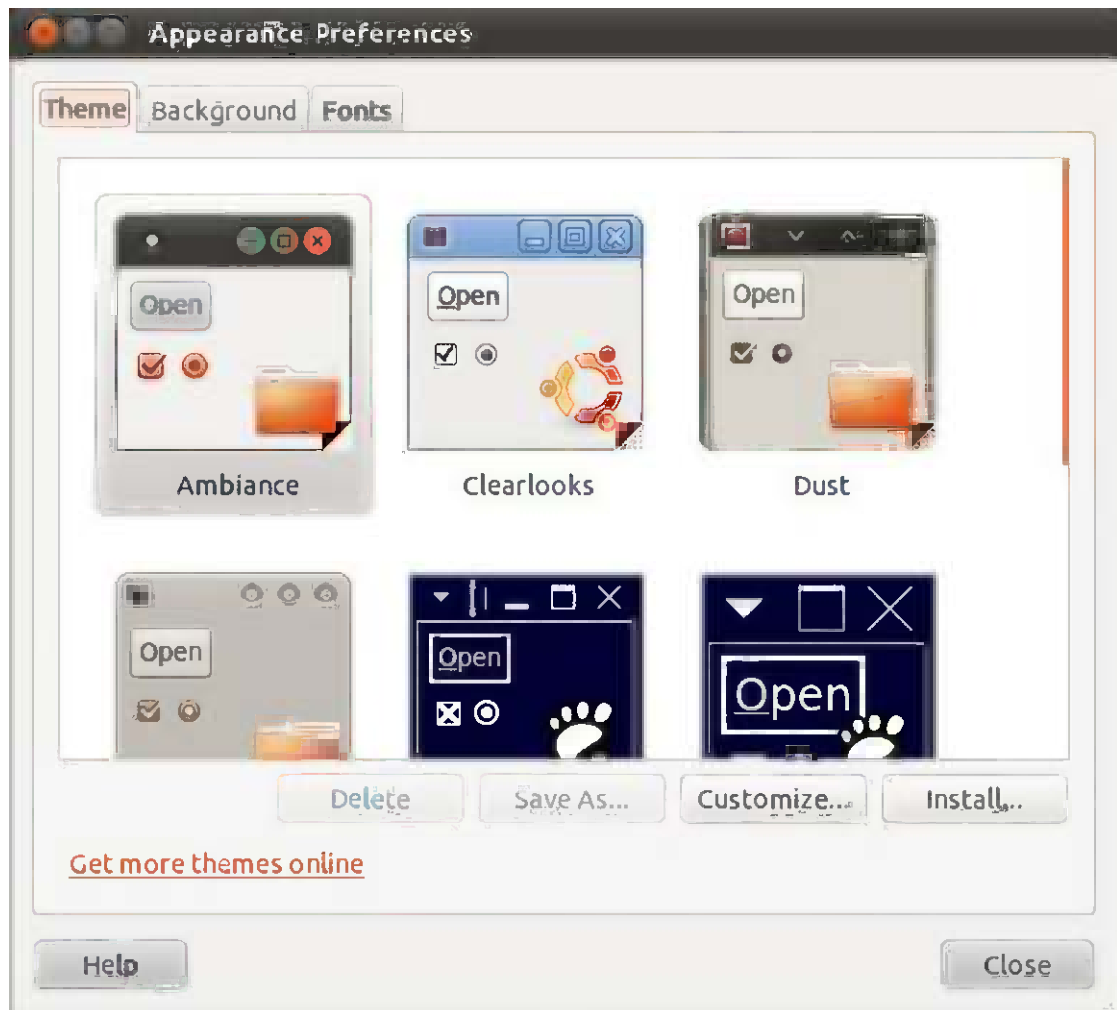 Appearance Preferences
Theme Background Fonts
Open Open Open
Ambiance Clearlooks Dust
Open Open Open
Delete Save As... Customize... Install...
Get more themes online
Help Close